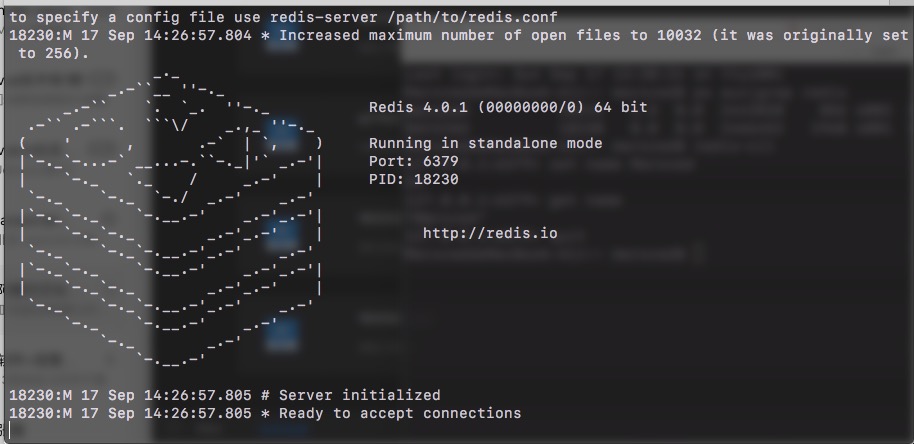 to specify a config file use redis-server /path/to/redis.conf
18230:M 17 Sep 14:26:57.804 * Increased maximum number of open files to 10032 (it was originally set
to 256).
Redis 4.0.1 (00000000/0) 64 bit
Running in standalone mode
Port: 6379
PID: 18230
http://redis.io
18230:M 17 Sep 14:26:57.805 # Server initialized
18230:M 17 Sep 14:26:57.805 * Ready to accept connections